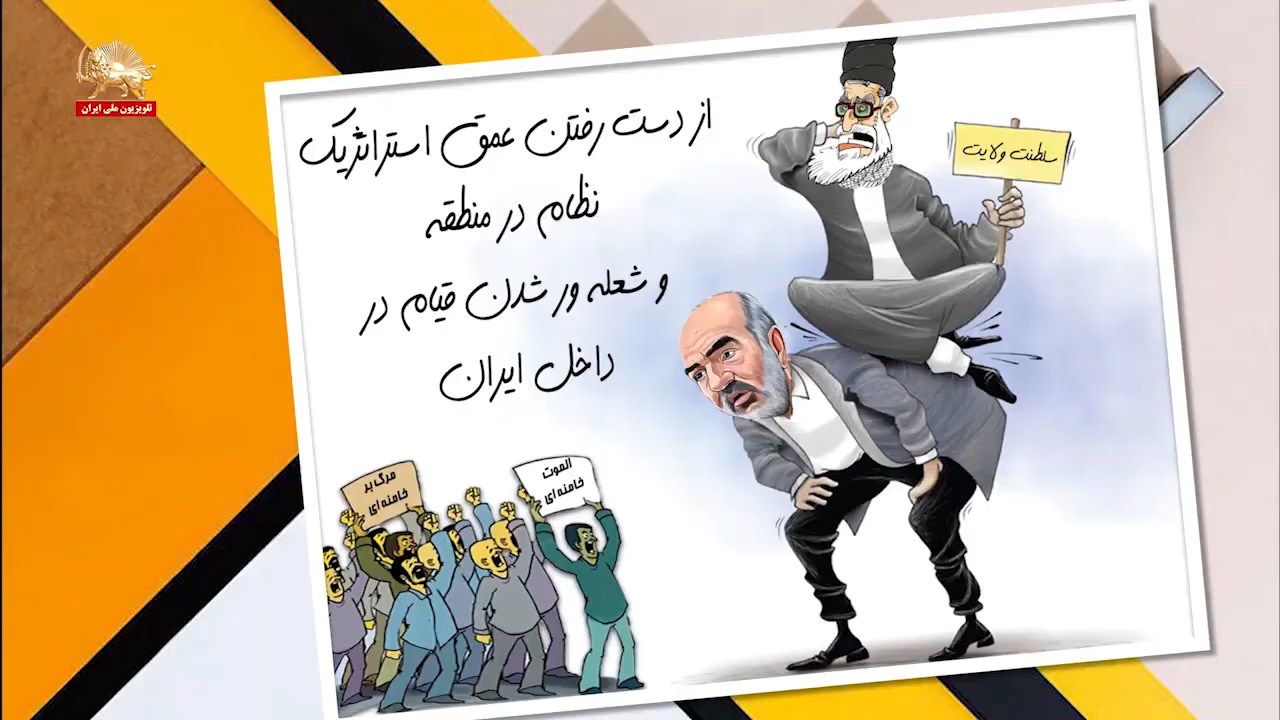 تلویزیون ملی ایران
از دست رفتن عمق استراتژیک
نظام در منطقه
و شعله ور شدن قیام در
داخل ایران
سلطنت ولایت
مرگ بر
خامنه ای
الموت
خامنه ای